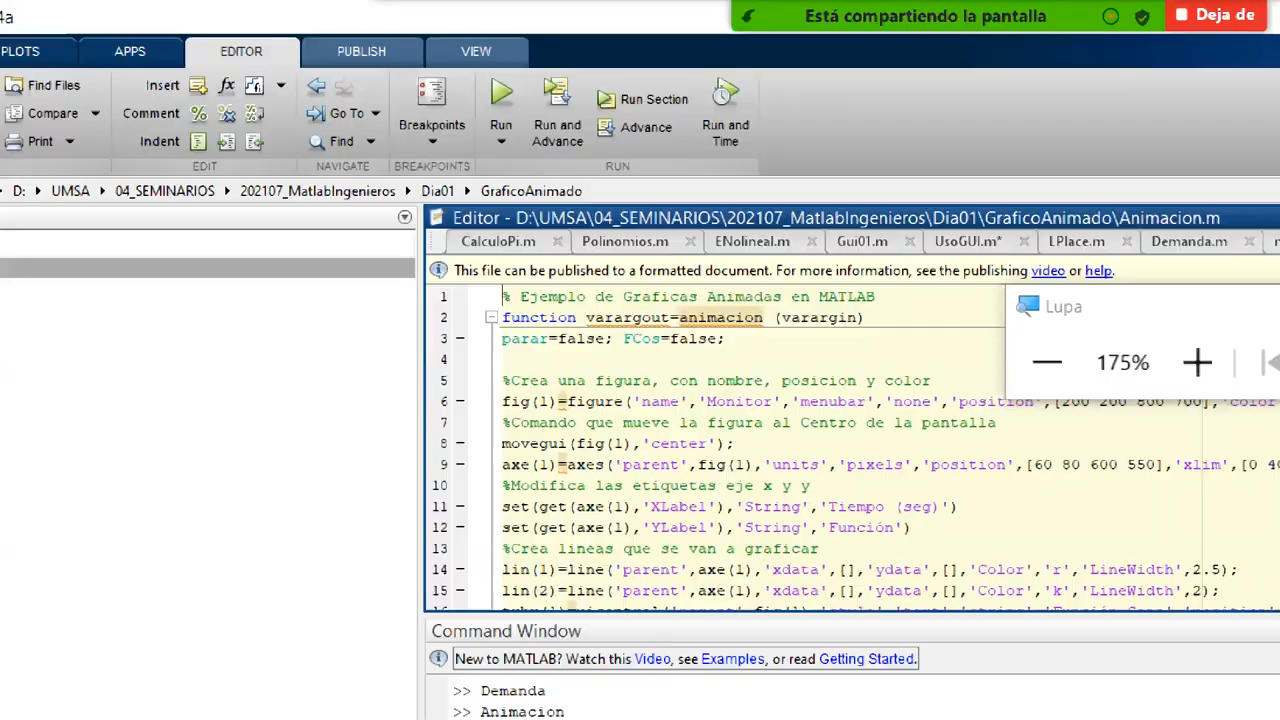 4a
Está compartiendo la pantalla
Deja de
PLOTS APPS EDITOR PUBLISH VIEW
Find Files
Compare
Print
Insert
Comment
Indent
EDIT
Go To
Find
NAVIGATE
Breakpoints
BREAKPOINTS
Run
Run and
Advance
Run Section
Advance
Run and
Time
RUN
D: UMSA 04_SEMINARIOS 202107_MatlabIngenieros Dia01 GraficoAnimado
Editor - D:\UMSA\04_SEMINARIOS\202107_MatlabIngenieros\Dia01\GraficoAnimado\Animacion.m
CalculoPi.m Polinomios.m ENolineal.m Gui01.m UsoGUI.m* LPlace.m Demanda.m
This file can be published to a formatted document. For more information, see the publishing video or help.
1 % Ejemplo de Graficas Animadas en MATLAB
2 function varargout=animacion (varargin)
3 parar=false; FCos=false;
4
5 %Crea una figura, con nombre, posicion y color
6 fig(1)=figure('name','Monitor','menubar','none','position',[200 200 800 700],'color
7 %Comando que mueve la figura al Centro de la pantalla
8 movegui(fig(1),'center');
9 axe(1)=axes('parent',fig(1),'units','pixels','position',[60 80 600 550],'xlim',[0 40
10 %Modifica las etiquetas eje x y y
11 set(get(axe(1),'XLabel'),'String','Tiempo (seg)')
12 set(get(axe(1),'YLabel'),'String','Función')
13 %Crea lineas que se van a graficar
14 lin(1)=line('parent',axe(1),'xdata',[],'ydata',[],'Color','r','LineWidth',2.5);
15 lin(2)=line('parent',axe(1),'xdata',[],'ydata',[],'Color','k','LineWidth',2);
Lupa
175%
Command Window
New to MATLAB? Watch this Video, see Examples, or read Getting Started.
>> Demanda
>> Animacion